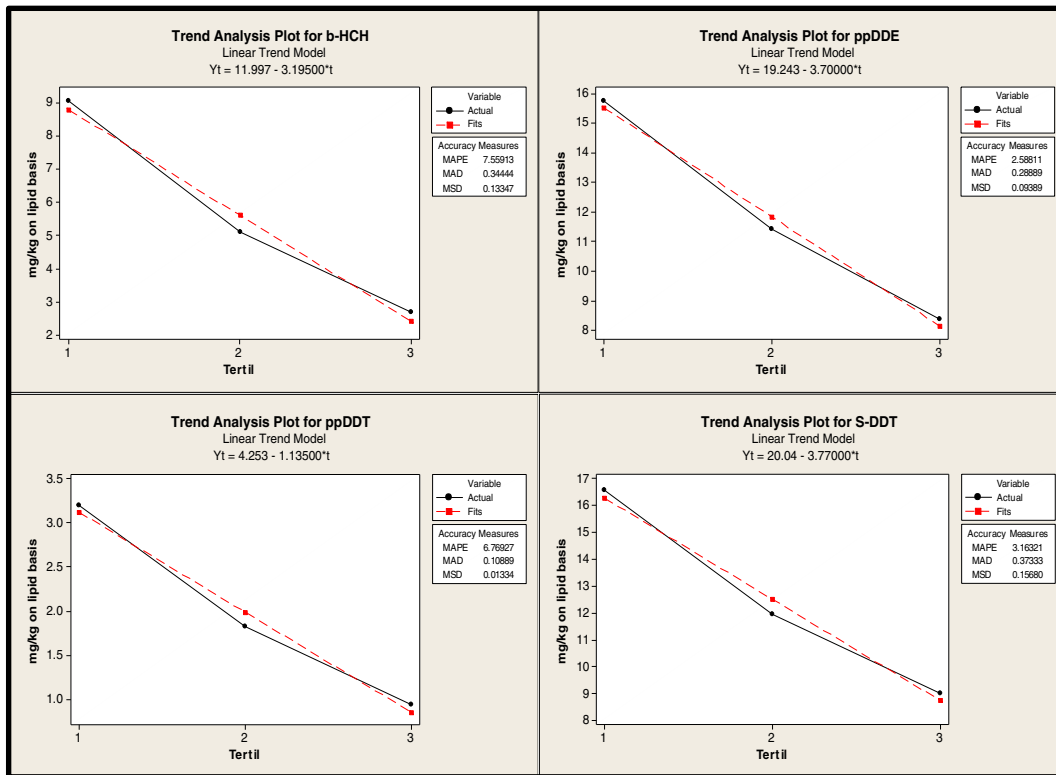 Trend Analysis Plot for b-HCH
Linear Trend Model
Yt = 11.997 - 3.19500*t
mg/kg on lipid basis
9
8
7
6
5
4
3
2
1
2
3
Tertil
Variable
Actual
Fits
Accuracy Measures
MAPE 7.55913
MAD 0.34444
MSD 0.13347
Trend Analysis Plot for ppDDE
Linear Trend Model
Yt = 19.243 - 3.70000*t
mg/kg on lipid basis
16
15
14
13
12
11
10
9
8
1
2
3
Tertil
Variable
Actual
Fits
Accuracy Measures
MAPE 2.58811
MAD 0.28889
MSD 0.09389
Trend Analysis Plot for ppDDT
Linear Trend Model
Yt = 4.253 - 1.13500*t
mg/kg on lipid basis
3.5
3.0
2.5
2.0
1.5
1.0
1
2
3
Tertil
Variable
Actual
Fits
Accuracy Measures
MAPE 6.76927
MAD 0.10889
MSD 0.01334
Trend Analysis Plot for S-DDT
Linear Trend Model
Yt = 20.04 - 3.77000*t
mg/kg on lipid basis
17
16
15
14
13
12
11
10
9
8
1
2
3
Tertil
Variable
Actual
Fits
Accuracy Measures
MAPE 3.16321
MAD 0.37333
MSD 0.15680